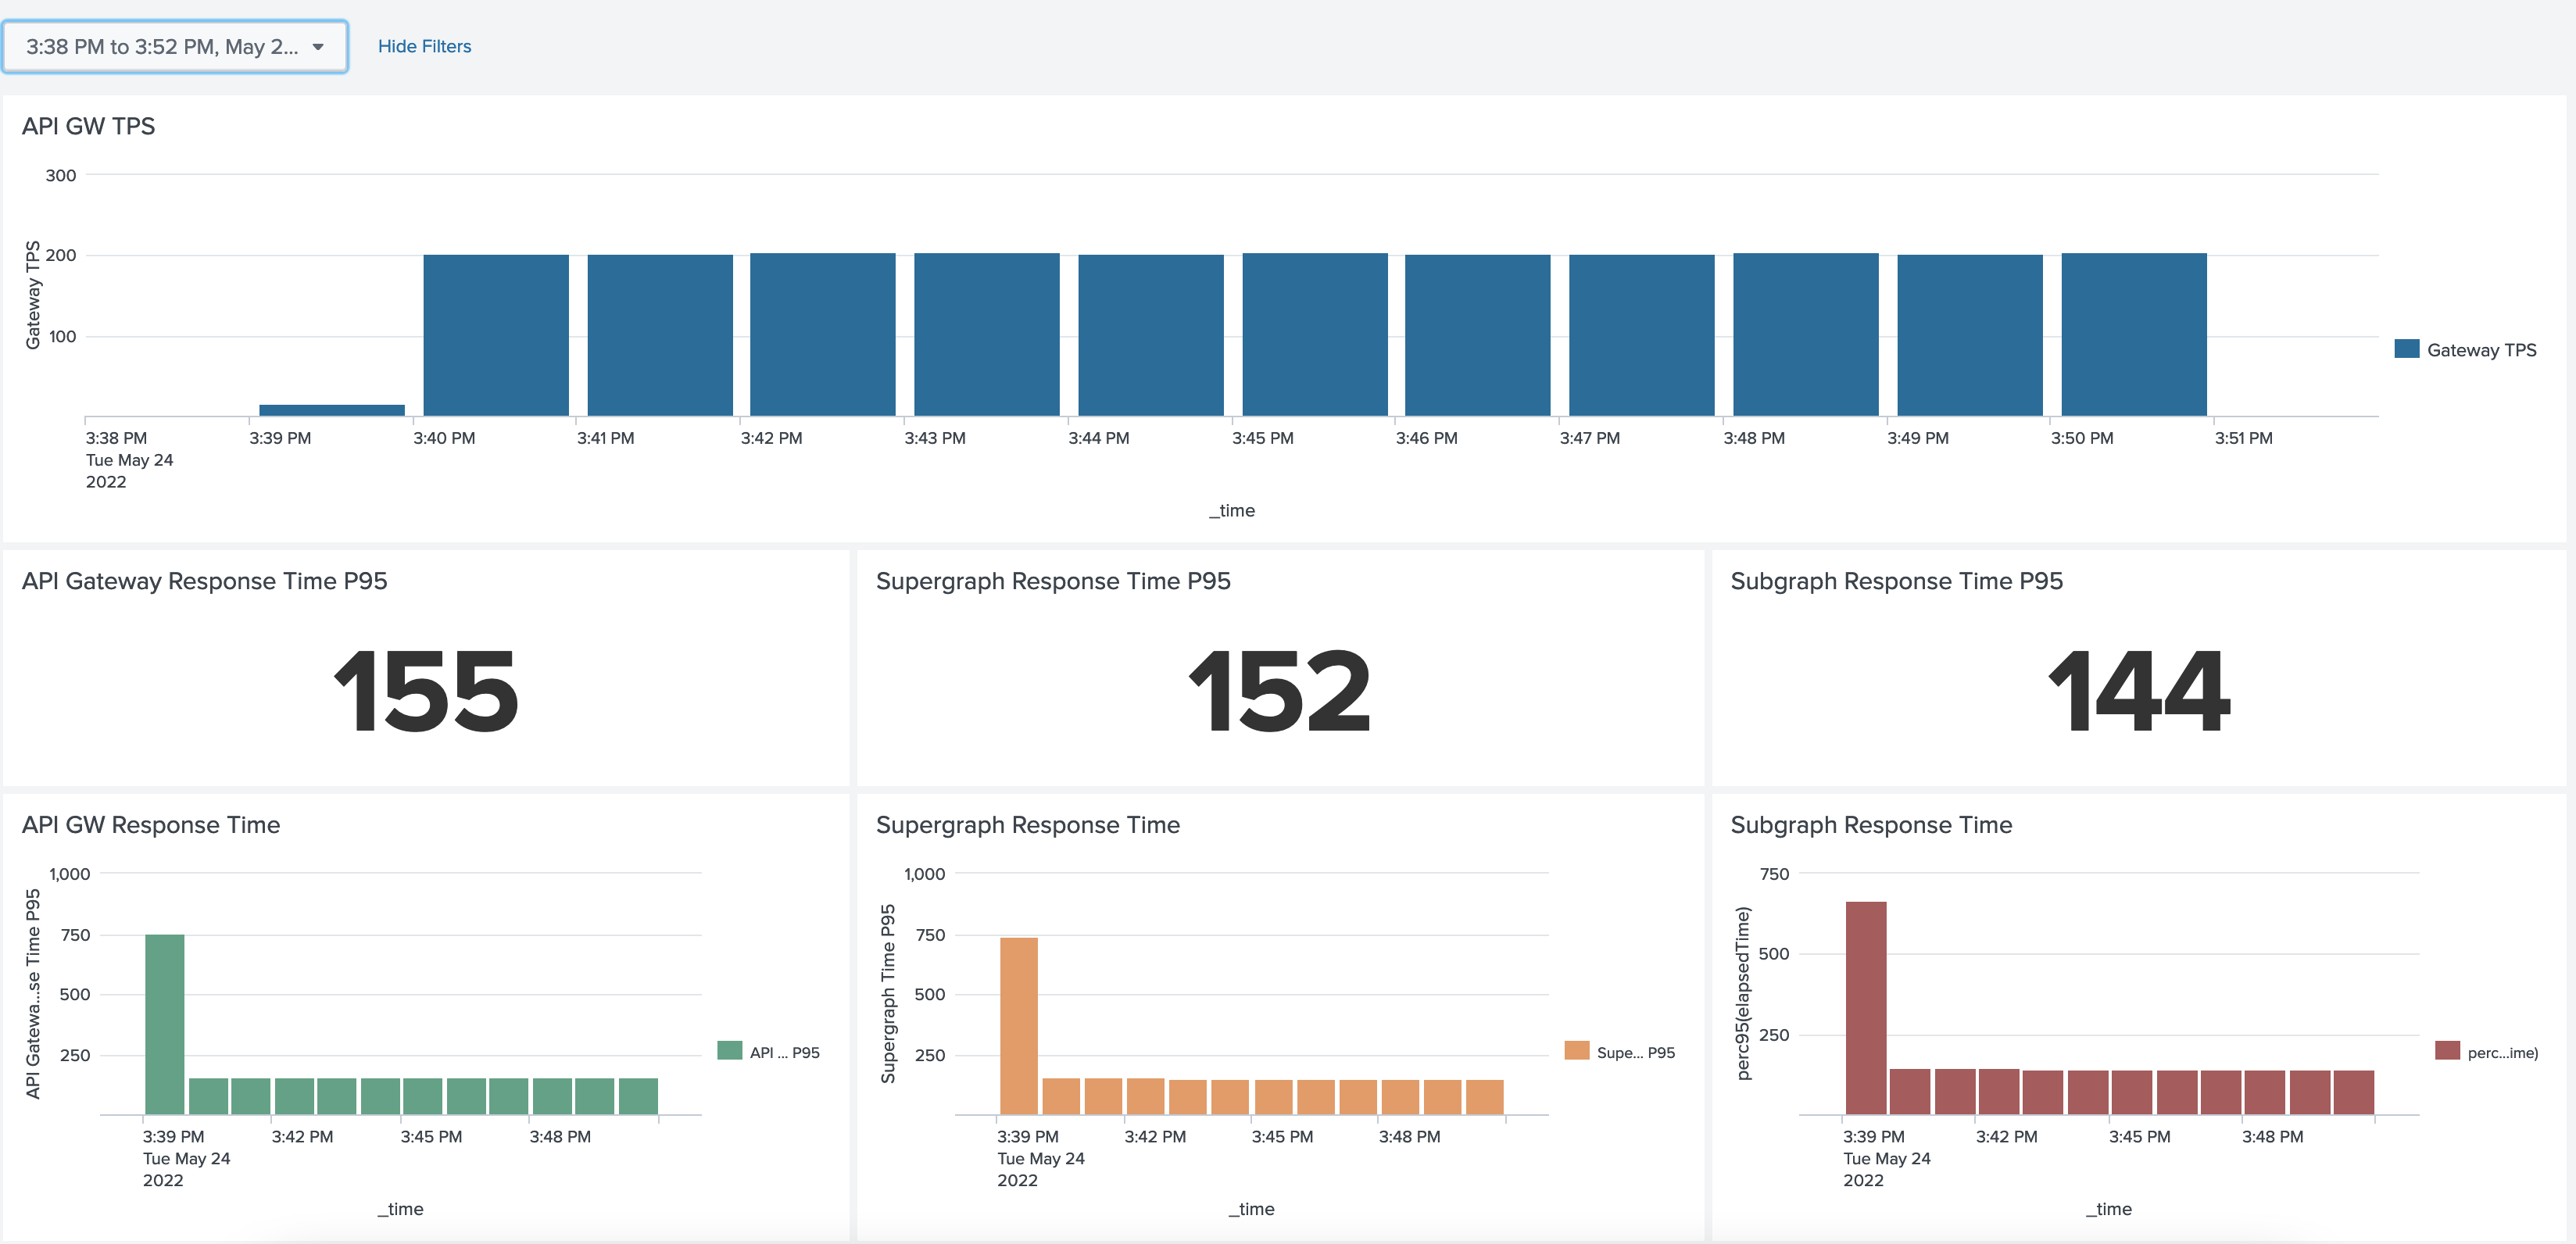 3:38 PM to 3:52 PM, May 2...
Hide Filters
API GW TPS
300
200
100
Gateway TPS
Gateway TPS
3:38 PM 3:39 PM 3:40 PM 3:41 PM 3:42 PM 3:43 PM 3:44 PM 3:45 PM 3:46 PM 3:47 PM 3:48 PM 3:49 PM 3:50 PM 3:51 PM
Tue May 24
2022
_time
API Gateway Response Time P95
155
Supergraph Response Time P95
152
Subgraph Response Time P95
144
API GW Response Time
1,000
750
500
250
API Gatewa...se Time P95
API ... P95
3:39 PM 3:42 PM 3:45 PM 3:48 PM
Tue May 24
2022
_time
Supergraph Response Time
1,000
750
500
250
Supergraph Time P95
Supe... P95
3:39 PM 3:42 PM 3:45 PM 3:48 PM
Tue May 24
2022
_time
Subgraph Response Time
750
500
250
perc95(elapsedTime)
perc...ime)
3:39 PM 3:42 PM 3:45 PM 3:48 PM
Tue May 24
2022
_time